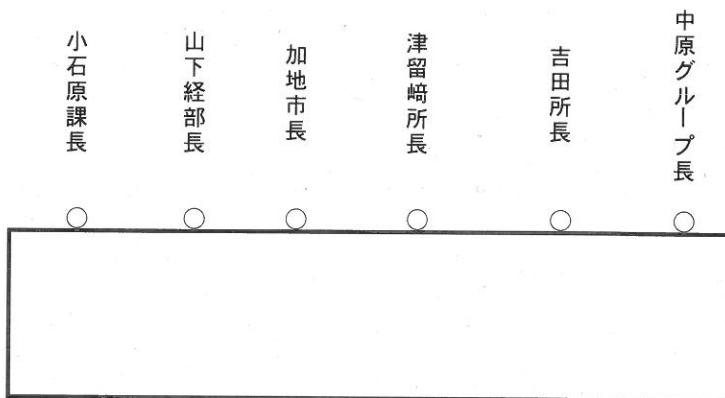 小石原課長
山下経部長
加地市長
津留﨑所長
吉田所長
中原グループ長